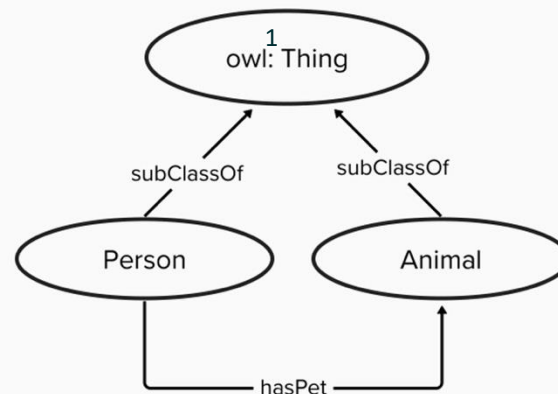 1
owl: Thing
subClassOf
subClassOf
Person
Animal
hasPet